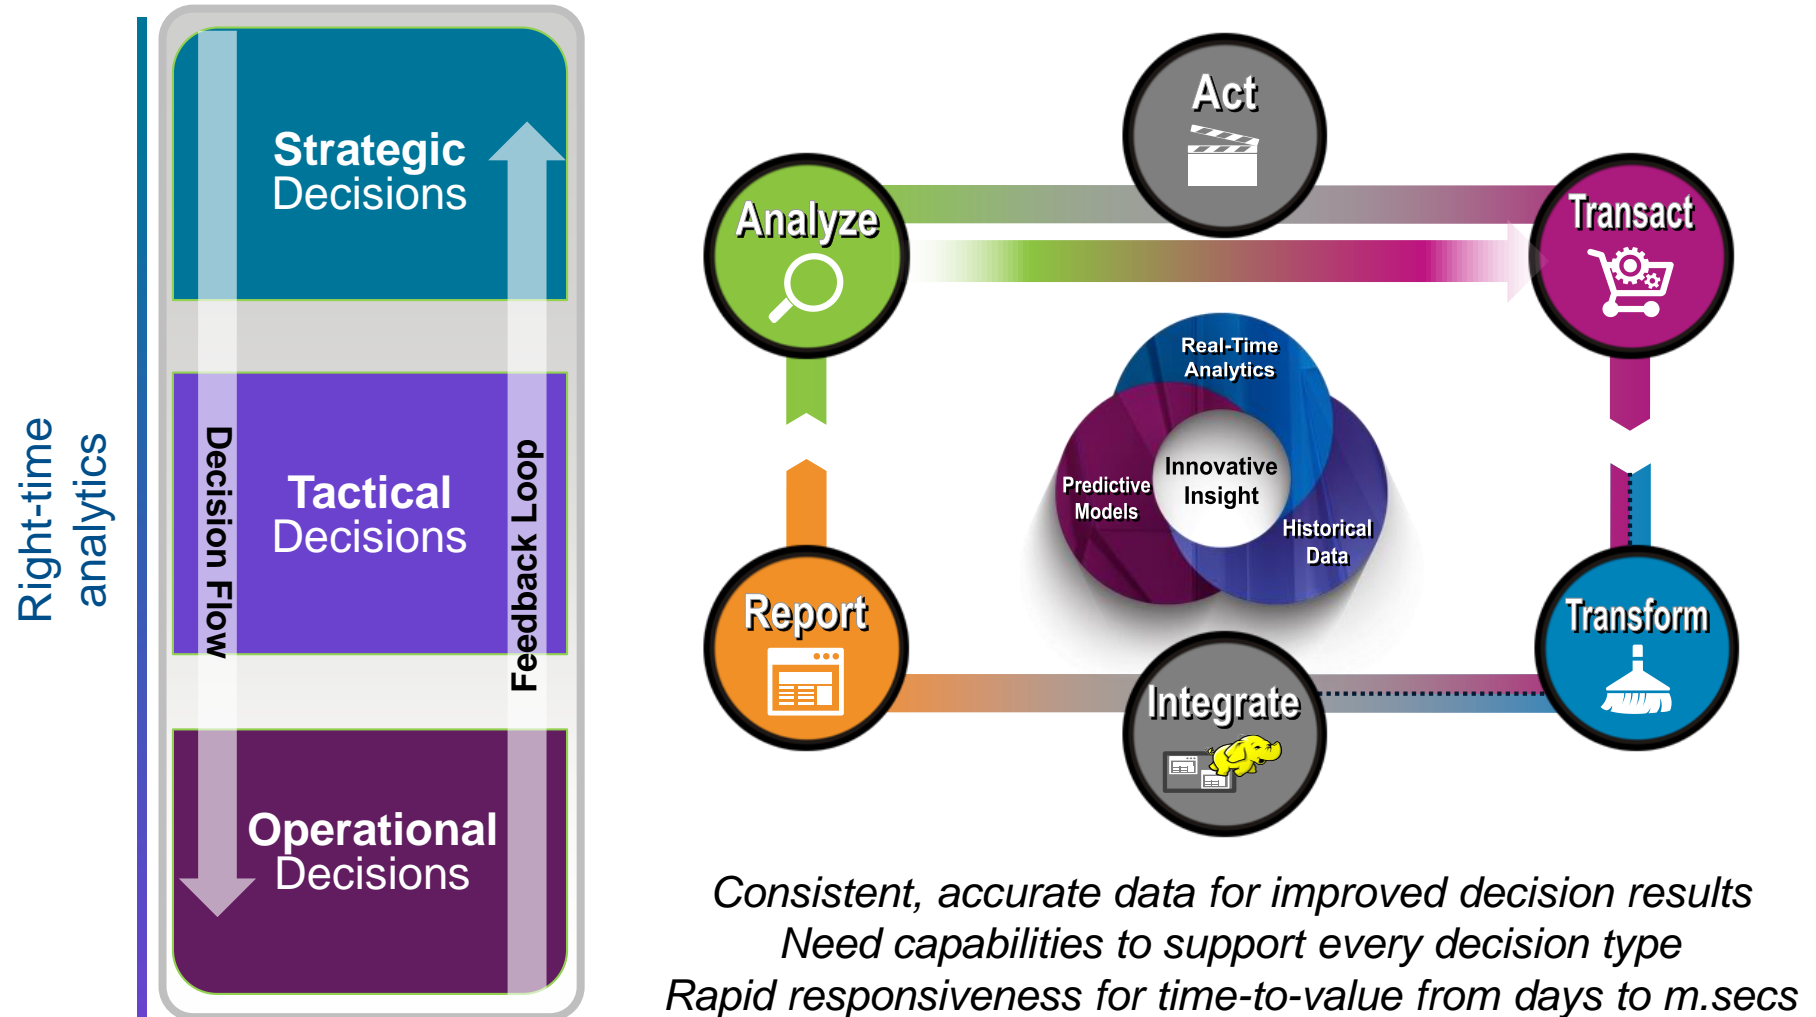 Right-time
analytics
Strategic
Decisions
Tactical
Decisions
Operational
Decisions
Decision Flow
Feedback Loop
Act
Analyze
Transact
Real-Time
Analytics
Predictive
Models
Innovative
Insight
Historical
Data
Report
Transform
Integrate
Consistent, accurate data for improved decision results
Need capabilities to support every decision type
Rapid responsiveness for time-to-value from days to m.secs